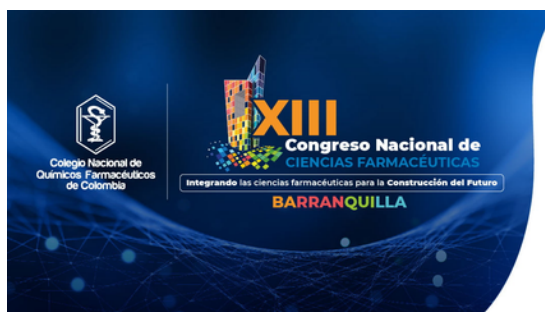 Colegio Nacional de
Químicos Farmacéuticos
de Colombia
XIII
Congreso Nacional de
CIENCIAS FARMACÉUTICAS
Integrando las ciencias farmacéuticas para la Construcción del Futuro
BARRANQUILLA